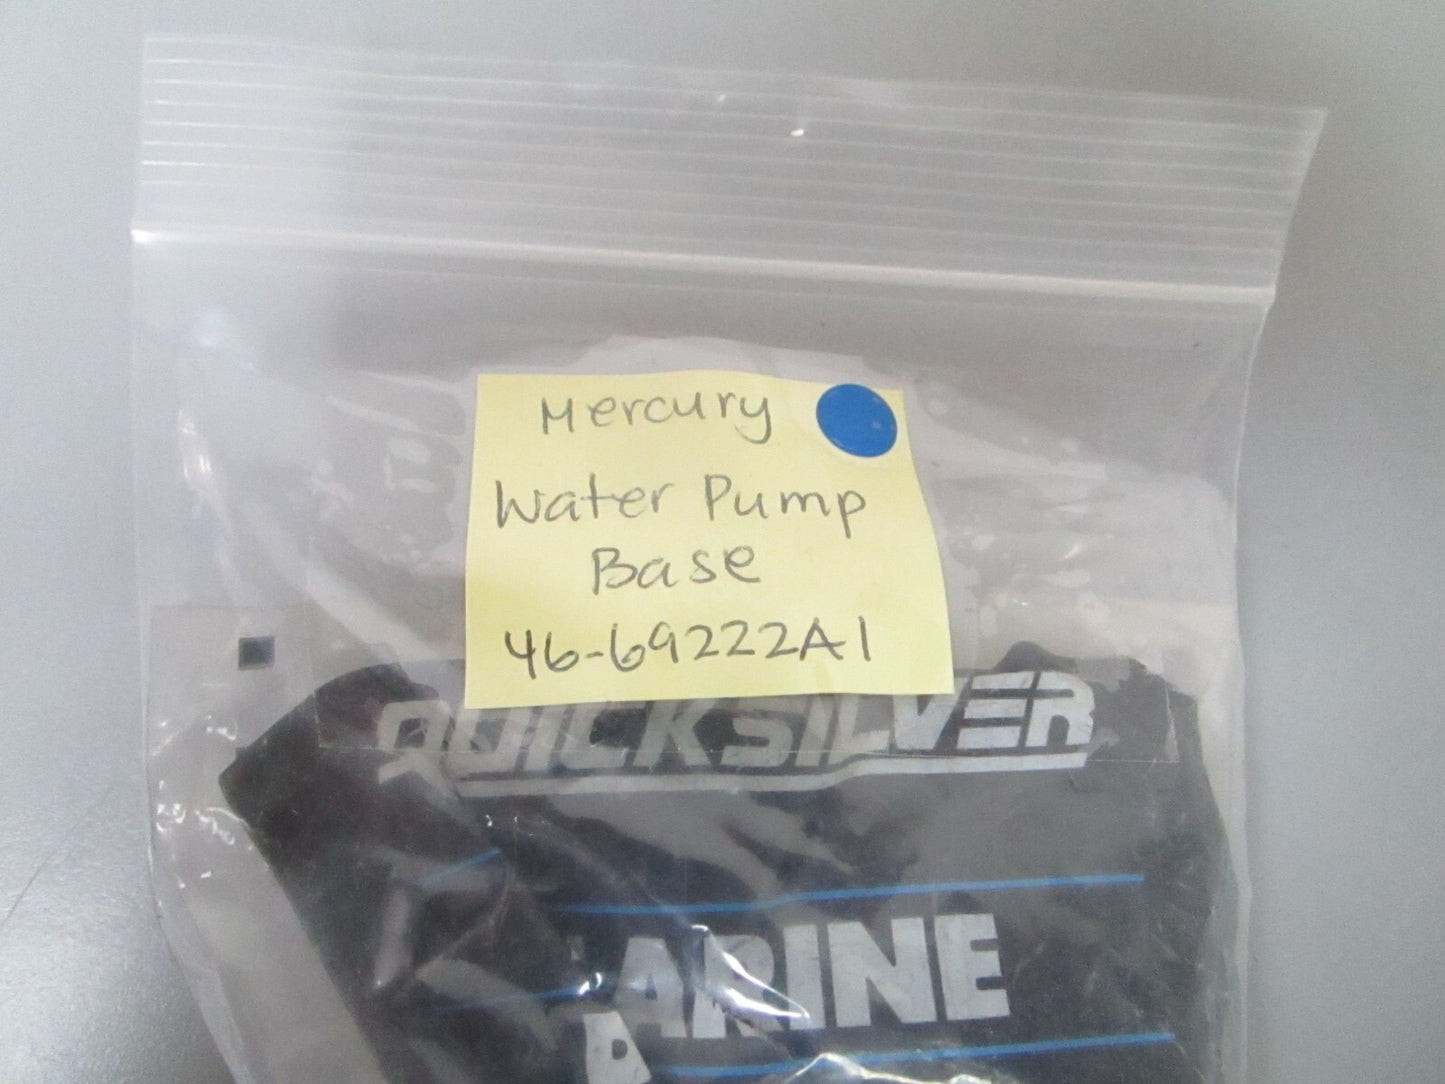 Mercury
Water Pump
Base
46-69222A1
QUICKSILVER
ARINE